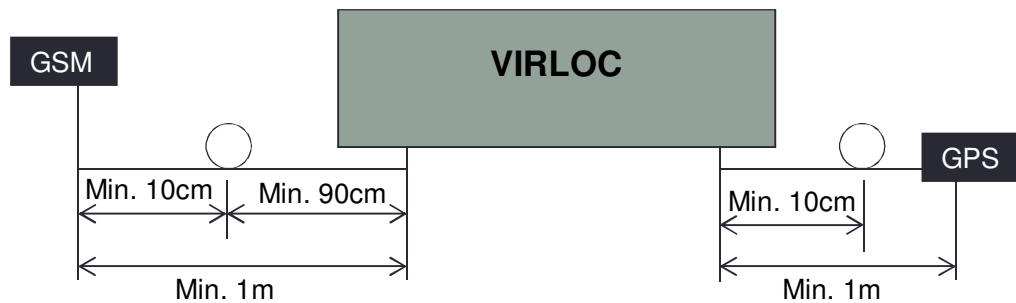 GSM
VIRLOC
GPS
Min. 10cm
Min. 90cm
Min. 10cm
Min. 1m
Min. 1m